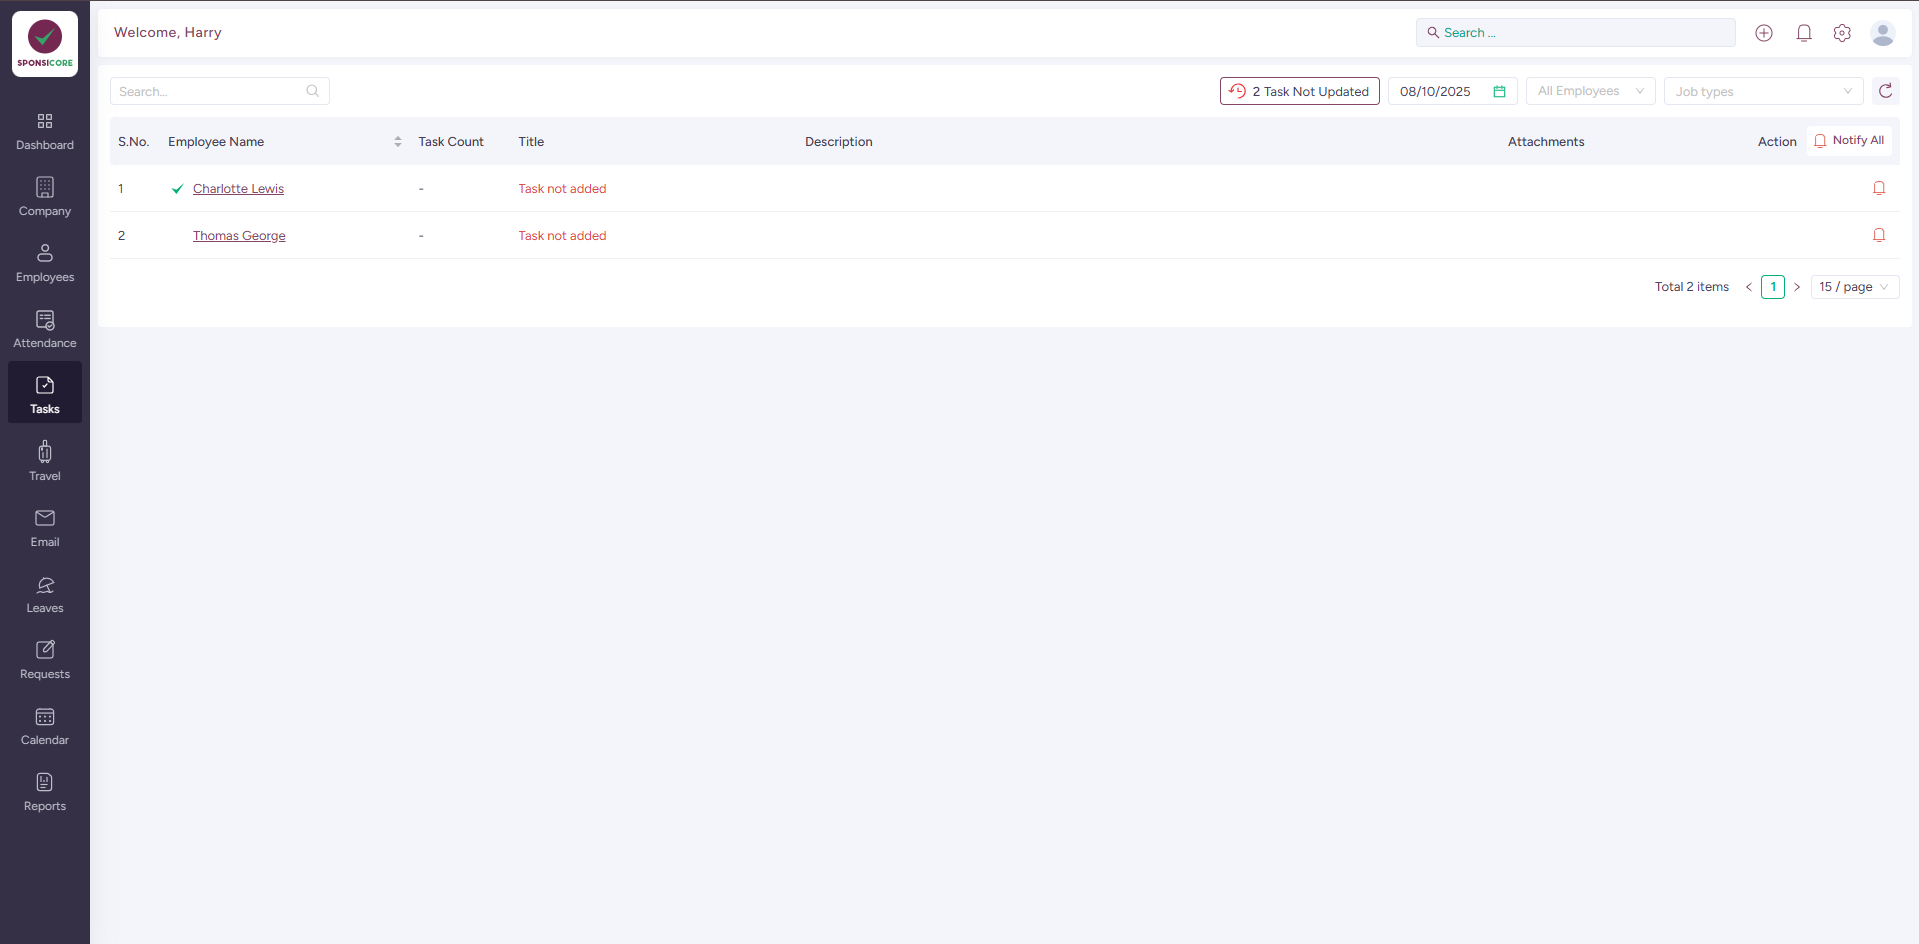 SPONSICORE
Welcome, Harry
Search ...
Dashboard
Company
Employees
Attendance
Tasks
Travel
Email
Leaves
Requests
Calendar
Reports
Search...
2 Task Not Updated
08/10/2025
All Employees
Job types
S.No. Employee Name Task Count Title Description Attachments Action Notify All
1 Charlotte Lewis - Task not added
2 Thomas George - Task not added
Total 2 items < 1 > 15 / page